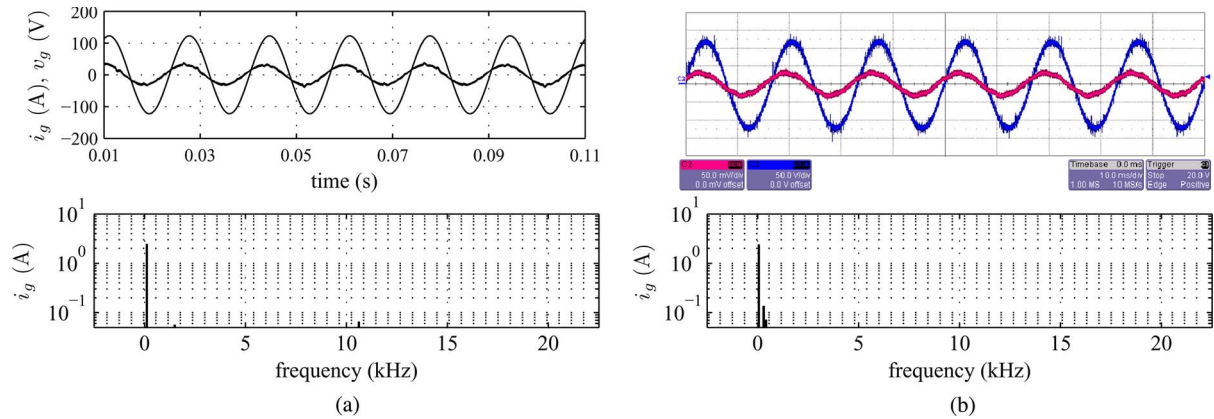 i_g (A), v_g (V)
200
100
0
−100
−200
0.01 0.03 0.05 0.07 0.09 0.11
time (s)
i_g (A)
10^1
10^0
10^−1
0 5 10 15 20
frequency (kHz)
(a)
C2
50.0 mV/div 50.0 V/div
0.0 mV offset 0.0 V offset
Timebase 0.0 ms Trigger
10.0 ms/div Stop 20.0 V
1.00 MS 10 MS/s Edge Positive
i_g (A)
10^1
10^0
10^−1
0 5 10 15 20
frequency (kHz)
(b)